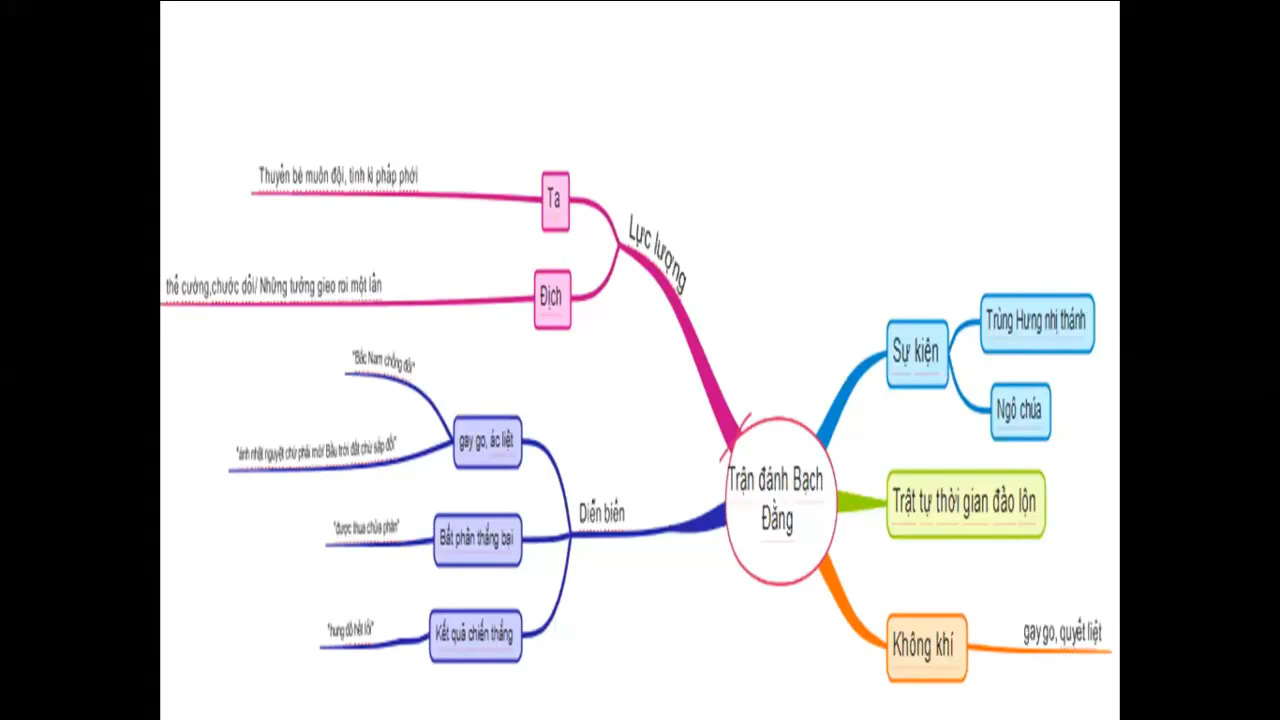 Thuyền bè muôn đội, tinh kì phấp phới
Ta
Lực lượng
thế cường,chước dối/ Những tưởng gieo roi một lần
Địch
Trùng Hưng nhị thánh
Sự kiện
Ngô chúa
"Bắc Nam chống đối"
gay go, ác liệt
"ánh nhật nguyệt chừ phải mờ/ Bầu trời đất chừ sắp đổi"
Trận đánh Bạch
Đằng
Trật tự thời gian đảo lộn
Diễn biến
"được thua chửa phân"
Bất phân thắng bại
"hung đồ hết lối"
Kết quả chiến thắng
Không khí
gay go, quyết liệt